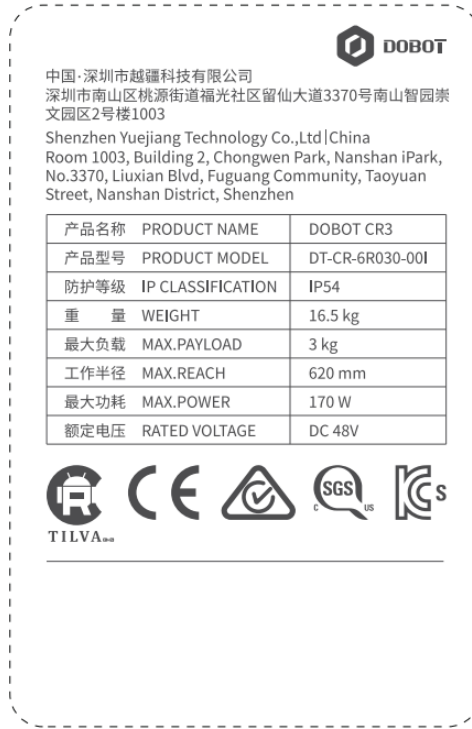 DOBOT
中国·深圳市越疆科技有限公司
深圳市南山区桃源街道福光社区留仙大道3370号南山智园崇
文园区2号楼1003
Shenzhen Yuejiang Technology Co.,Ltd|China
Room 1003, Building 2, Chongwen Park, Nanshan iPark,
No.3370, Liuxian Blvd, Fuguang Community, Taoyuan
Street, Nanshan District, Shenzhen
产品名称 PRODUCT NAME DOBOT CR3
产品型号 PRODUCT MODEL DT-CR-6R030-00I
防护等级 IP CLASSIFICATION IP54
重 量 WEIGHT 16.5 kg
最大负载 MAX.PAYLOAD 3 kg
工作半径 MAX.REACH 620 mm
最大功耗 MAX.POWER 170 W
额定电压 RATED VOLTAGE DC 48V
CR CE C SGS US KC S
TILVA